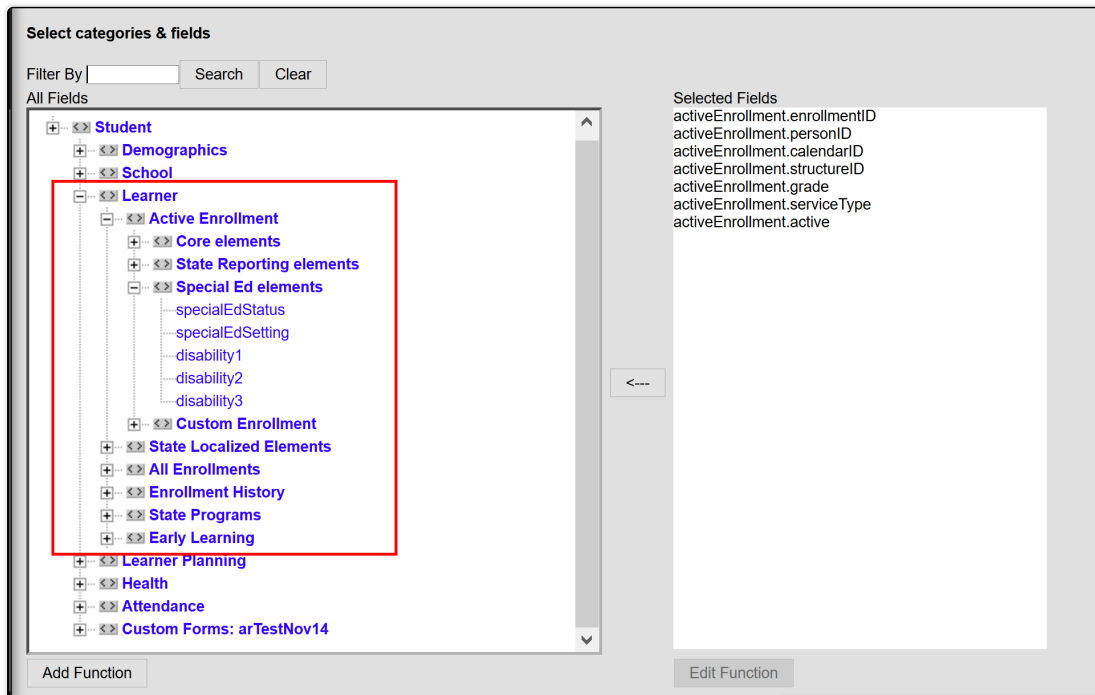 Select categories & fields
Filter By
Search
Clear
All Fields
Student
Demographics
School
Learner
Active Enrollment
Core elements
State Reporting elements
Special Ed elements
specialEdStatus
specialEdSetting
disability1
disability2
disability3
Custom Enrollment
State Localized Elements
All Enrollments
Enrollment History
State Programs
Early Learning
Learner Planning
Health
Attendance
Custom Forms: arTestNov14
Add Function
<---
Selected Fields
activeEnrollment.enrollmentID
activeEnrollment.personID
activeEnrollment.calendarID
activeEnrollment.structureID
activeEnrollment.grade
activeEnrollment.serviceType
activeEnrollment.active
Edit Function